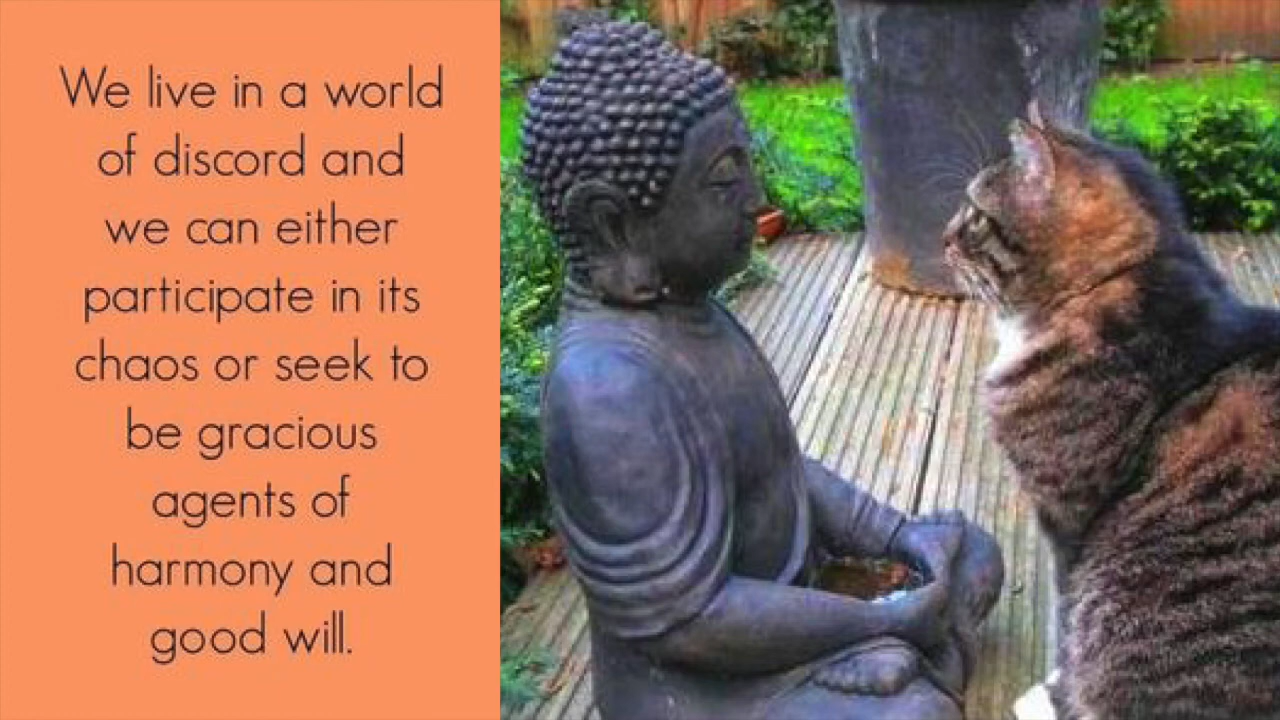 We live in a world
of discord and
we can either
participate in its
chaos or seek to
be gracious
agents of
harmony and
good will.